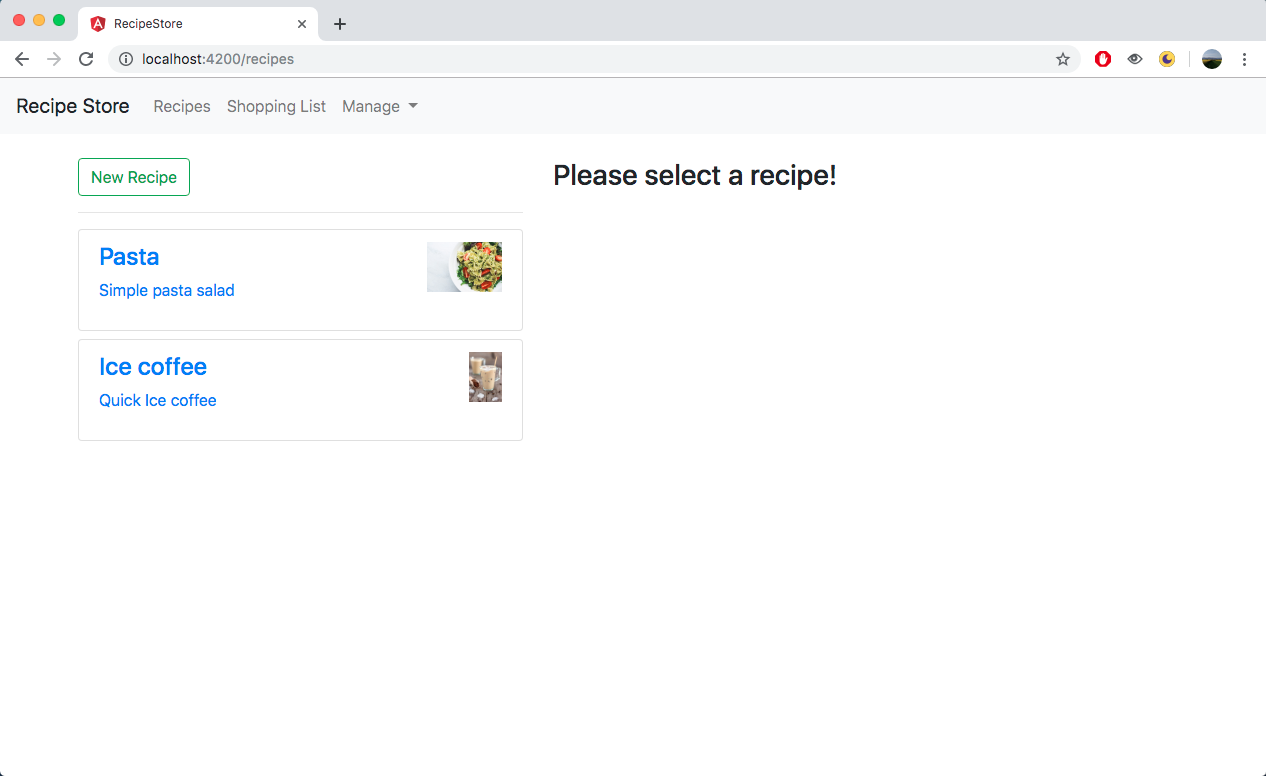 RecipeStore
localhost:4200/recipes
Recipe Store Recipes Shopping List Manage
New Recipe
Please select a recipe!
Pasta
Simple pasta salad
Ice coffee
Quick Ice coffee